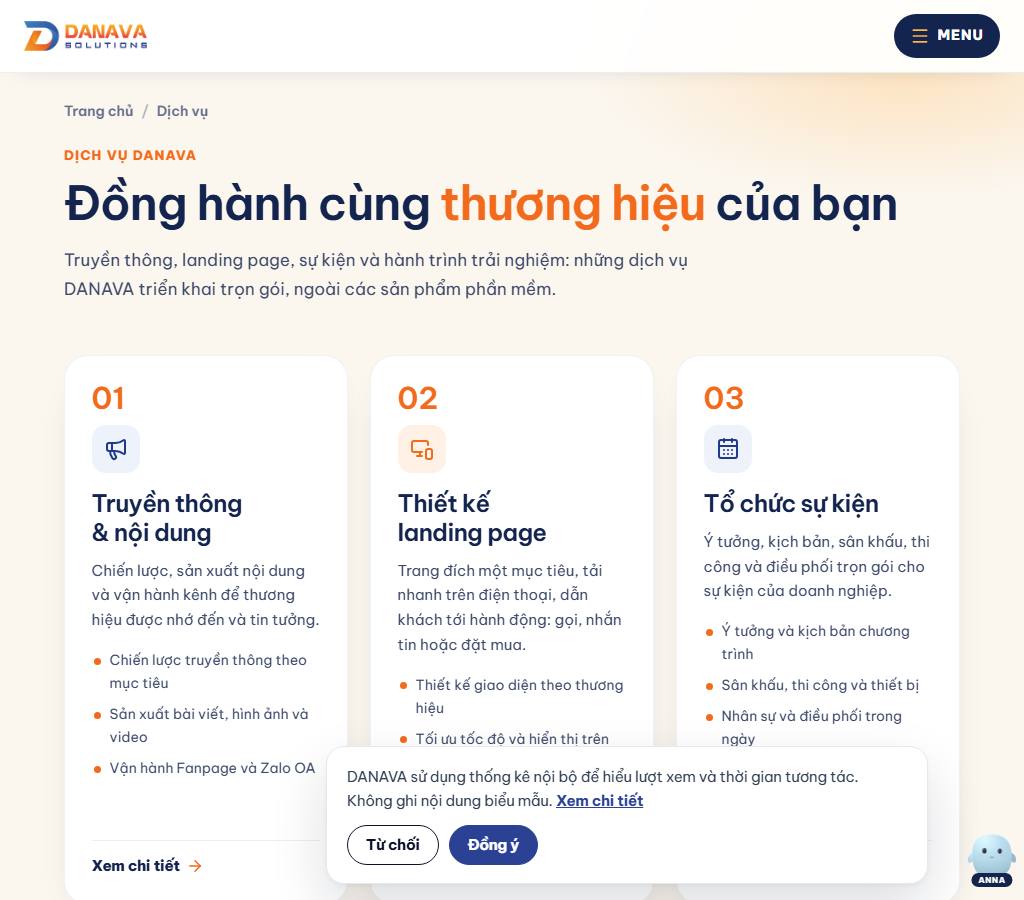 DANAVA
SOLUTIONS
MENU
Trang chủ / Dịch vụ
DỊCH VỤ DANAVA
Đồng hành cùng thương hiệu của bạn
Truyền thông, landing page, sự kiện và hành trình trải nghiệm: những dịch vụ
DANAVA triển khai trọn gói, ngoài các sản phẩm phần mềm.
01
Truyền thông
& nội dung
Chiến lược, sản xuất nội dung
và vận hành kênh để thương
hiệu được nhớ đến và tin tưởng.
Chiến lược truyền thông theo
mục tiêu
Sản xuất bài viết, hình ảnh và
video
Vận hành Fanpage và Zalo OA
Xem chi tiết
02
Thiết kế
landing page
Trang đích một mục tiêu, tải
nhanh trên điện thoại, dẫn
khách tới hành động: gọi, nhắn
tin hoặc đặt mua.
Thiết kế giao diện theo thương
hiệu
Tối ưu tốc độ và hiển thị trên
03
Tổ chức sự kiện
Ý tưởng, kịch bản, sân khấu, thi
công và điều phối trọn gói cho
sự kiện của doanh nghiệp.
Ý tưởng và kịch bản chương
trình
Sân khấu, thi công và thiết bị
Nhân sự và điều phối trong
ngày
DANAVA sử dụng thống kê nội bộ để hiểu lượt xem và thời gian tương tác.
Không ghi nội dung biểu mẫu. Xem chi tiết
Từ chối
Đồng ý
ANNA